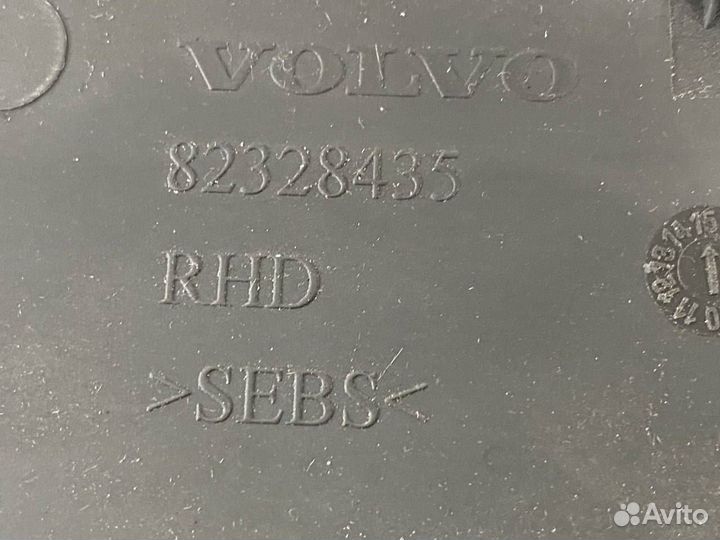 VOLVO
82328435
RHD
>SEBS<
Avito